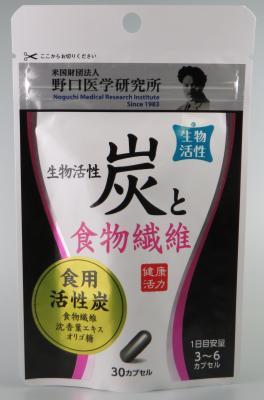 ここからお切りください
米国財団法人
野口医学研究所
Noguchi Medical Research Institute
Since 1983
生物
活性
生物活性
炭と
食物繊維
健康
活力
食用
活性炭
食物繊維
沈香葉エキス
オリゴ糖
1日目安量
3～6
カプセル
30カプセル